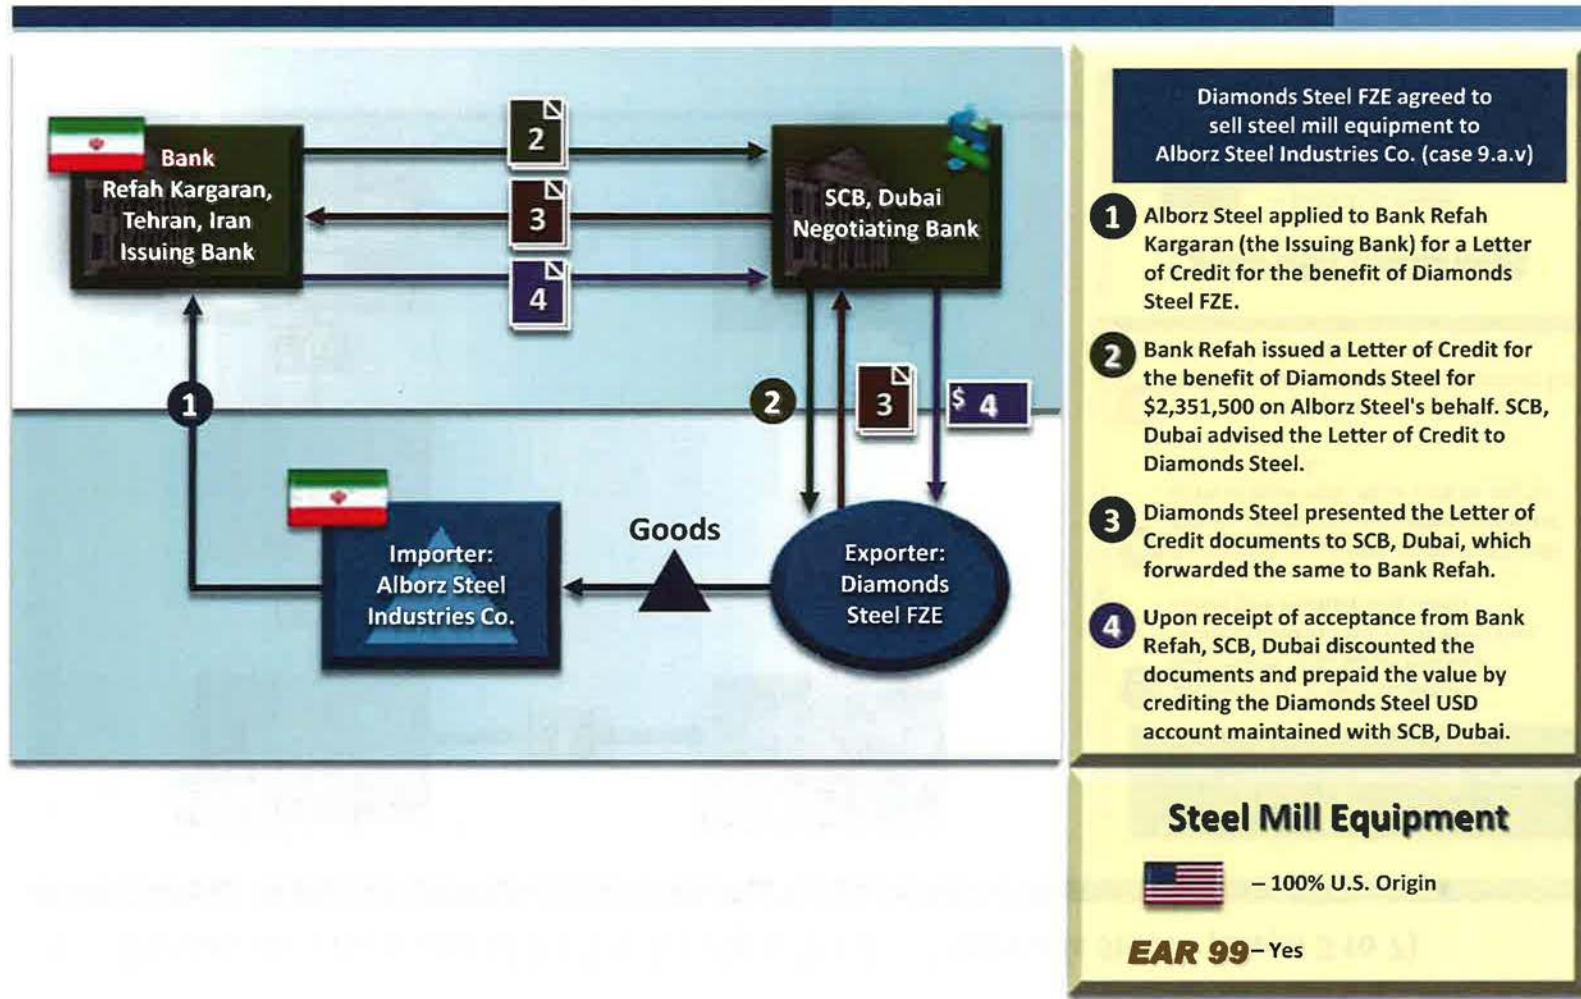 Bank
Refah Kargaran,
Tehran, Iran
Issuing Bank
2
3
4
SCB, Dubai
Negotiating Bank
1
2
3
$ 4
Importer:
Alborz Steel
Industries Co.
Goods
Exporter:
Diamonds
Steel FZE
Diamonds Steel FZE agreed to
sell steel mill equipment to
Alborz Steel Industries Co. (case 9.a.v)
1 Alborz Steel applied to Bank Refah
Kargaran (the Issuing Bank) for a Letter
of Credit for the benefit of Diamonds
Steel FZE.
2 Bank Refah issued a Letter of Credit for
the benefit of Diamonds Steel for
$2,351,500 on Alborz Steel's behalf. SCB,
Dubai advised the Letter of Credit to
Diamonds Steel.
3 Diamonds Steel presented the Letter of
Credit documents to SCB, Dubai, which
forwarded the same to Bank Refah.
4 Upon receipt of acceptance from Bank
Refah, SCB, Dubai discounted the
documents and prepaid the value by
crediting the Diamonds Steel USD
account maintained with SCB, Dubai.
Steel Mill Equipment
– 100% U.S. Origin
EAR 99 – Yes